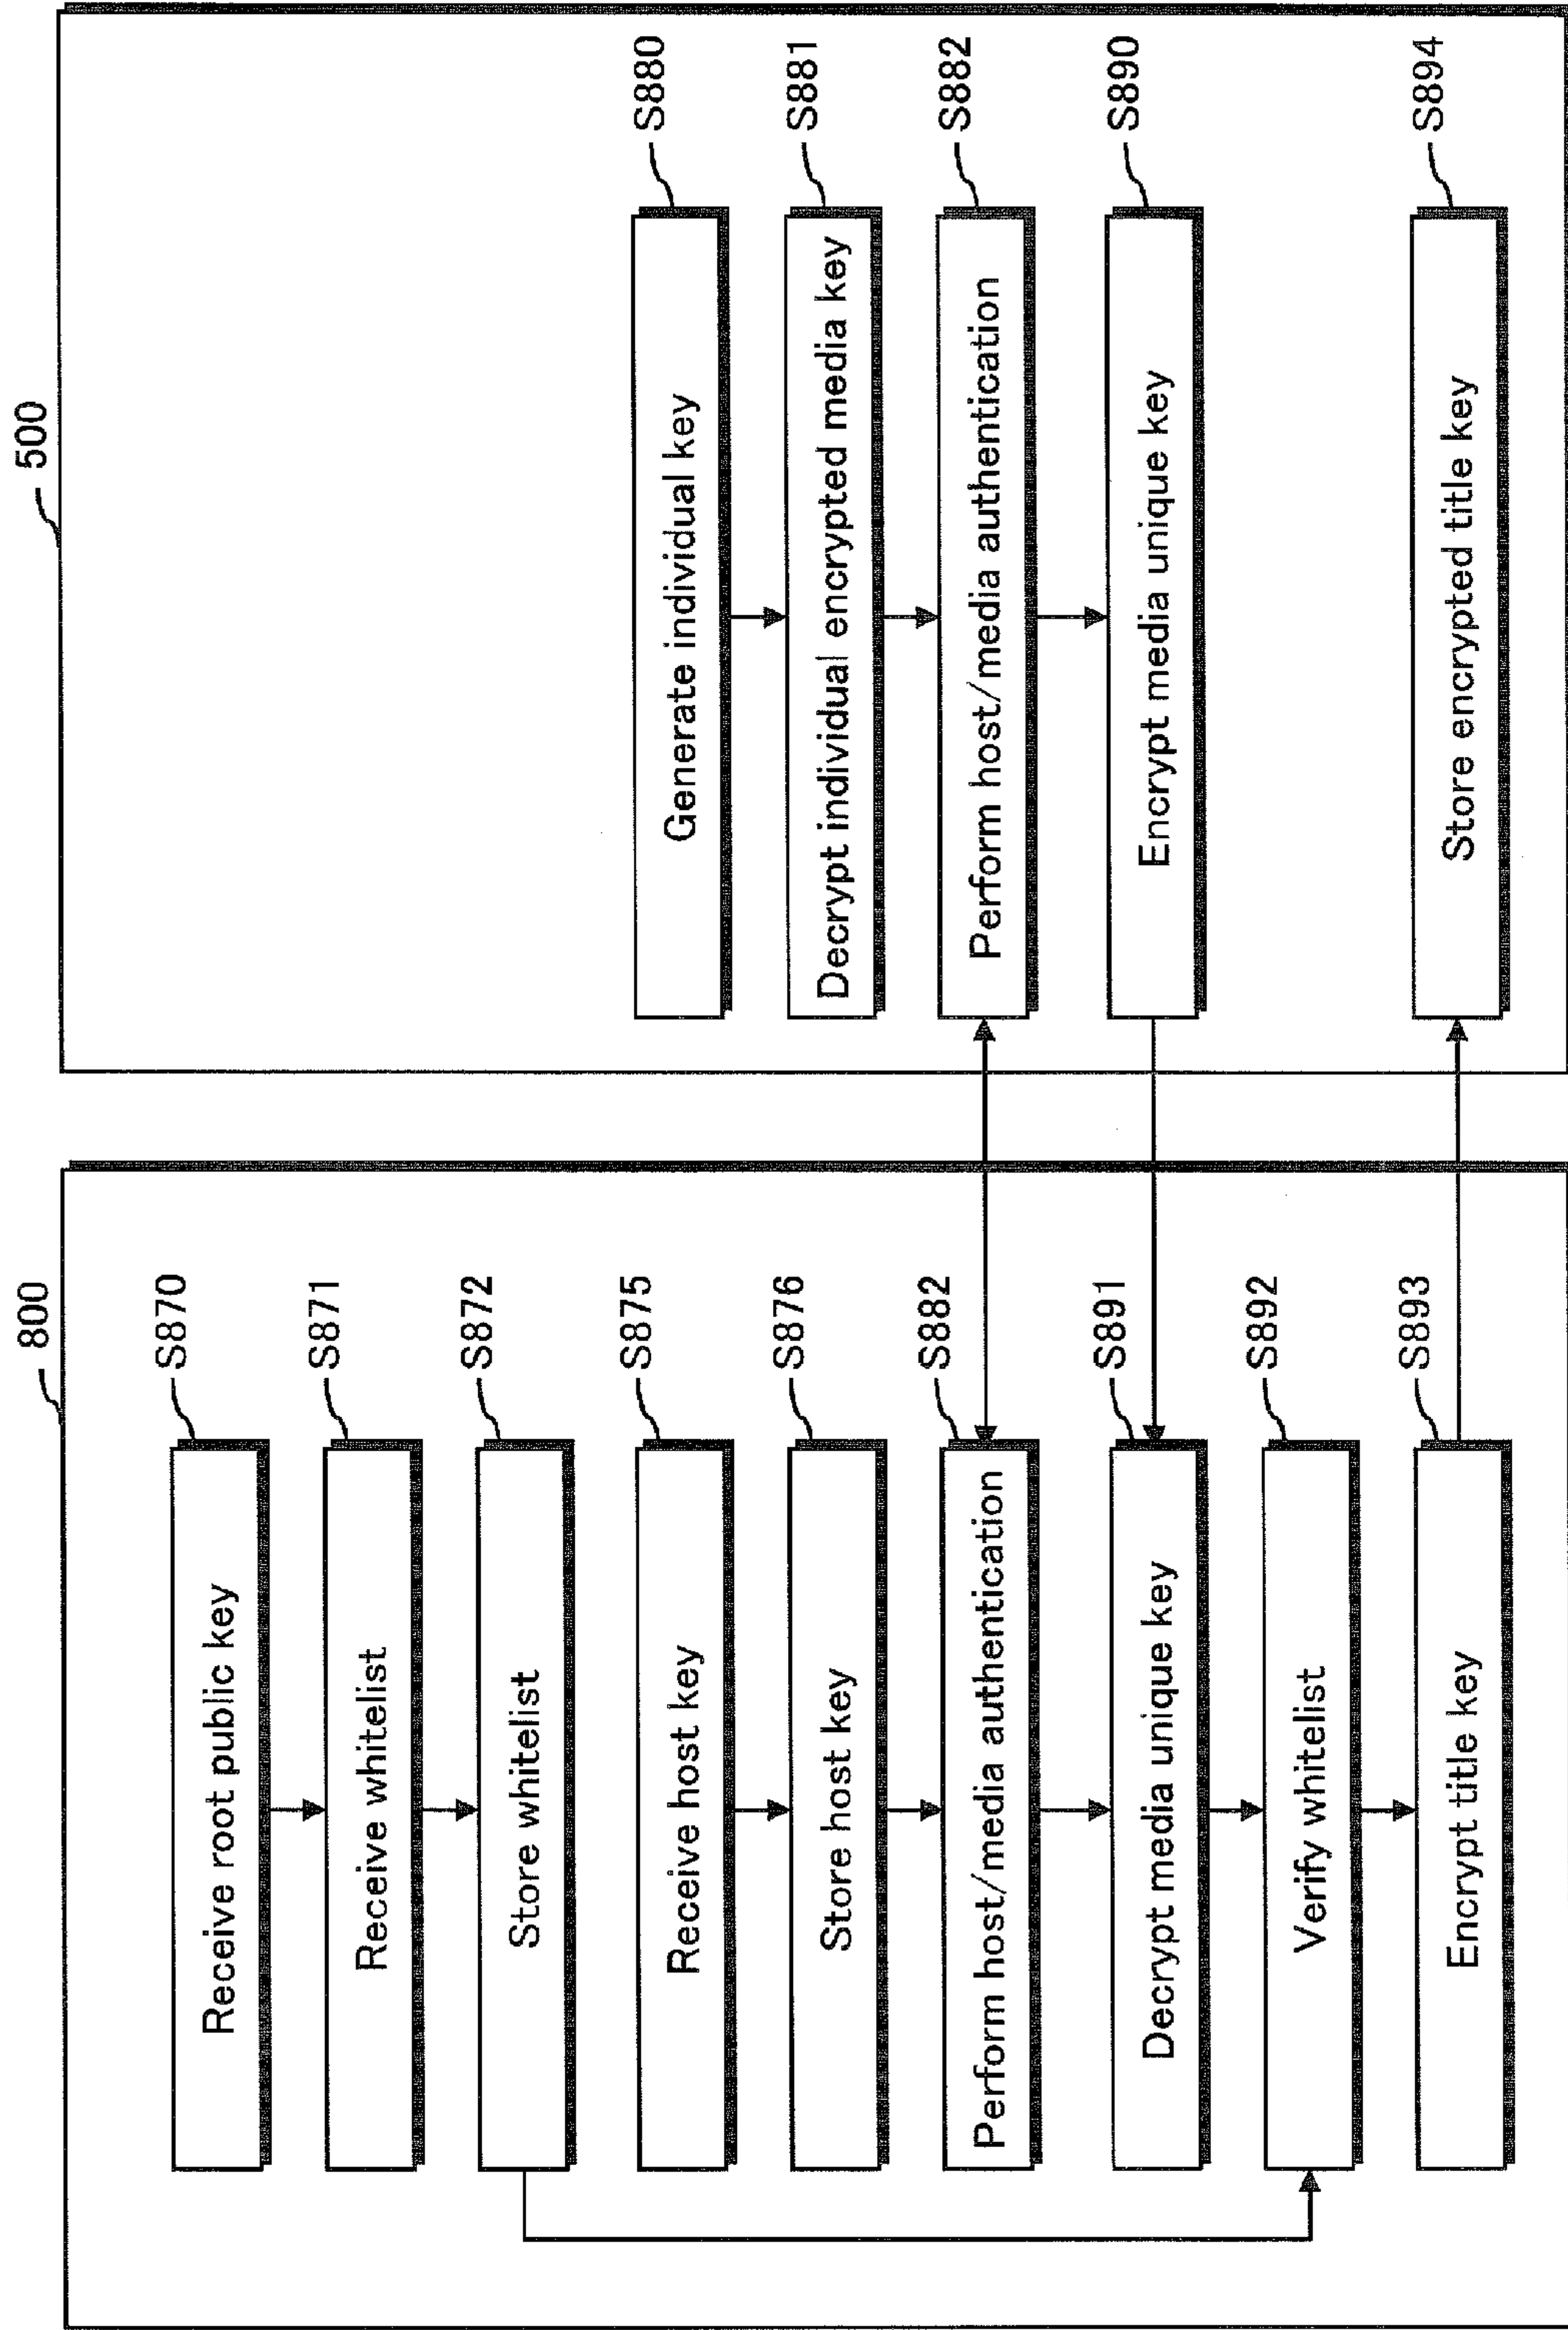 800
S870
Receive root public key
S871
Receive whitelist
S872
Store whitelist
S875
Receive host key
S876
Store host key
S882
Perform host/media authentication
S891
Decrypt media unique key
S892
Verify whitelist
S893
Encrypt title key
500
S880
Generate individual key
S881
Decrypt individual encrypted media key
S882
Perform host/media authentication
S890
Encrypt media unique key
S894
Store encrypted title key